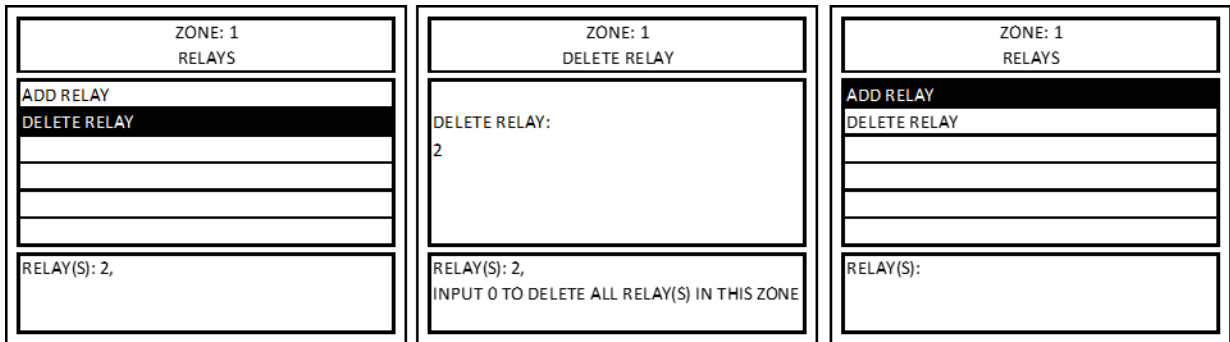 ZONE: 1
RELAYS
ADD RELAY
DELETE RELAY
RELAY(S): 2,
ZONE: 1
DELETE RELAY
DELETE RELAY:
2
RELAY(S): 2,
INPUT 0 TO DELETE ALL RELAY(S) IN THIS ZONE
ZONE: 1
RELAYS
ADD RELAY
DELETE RELAY
RELAY(S):